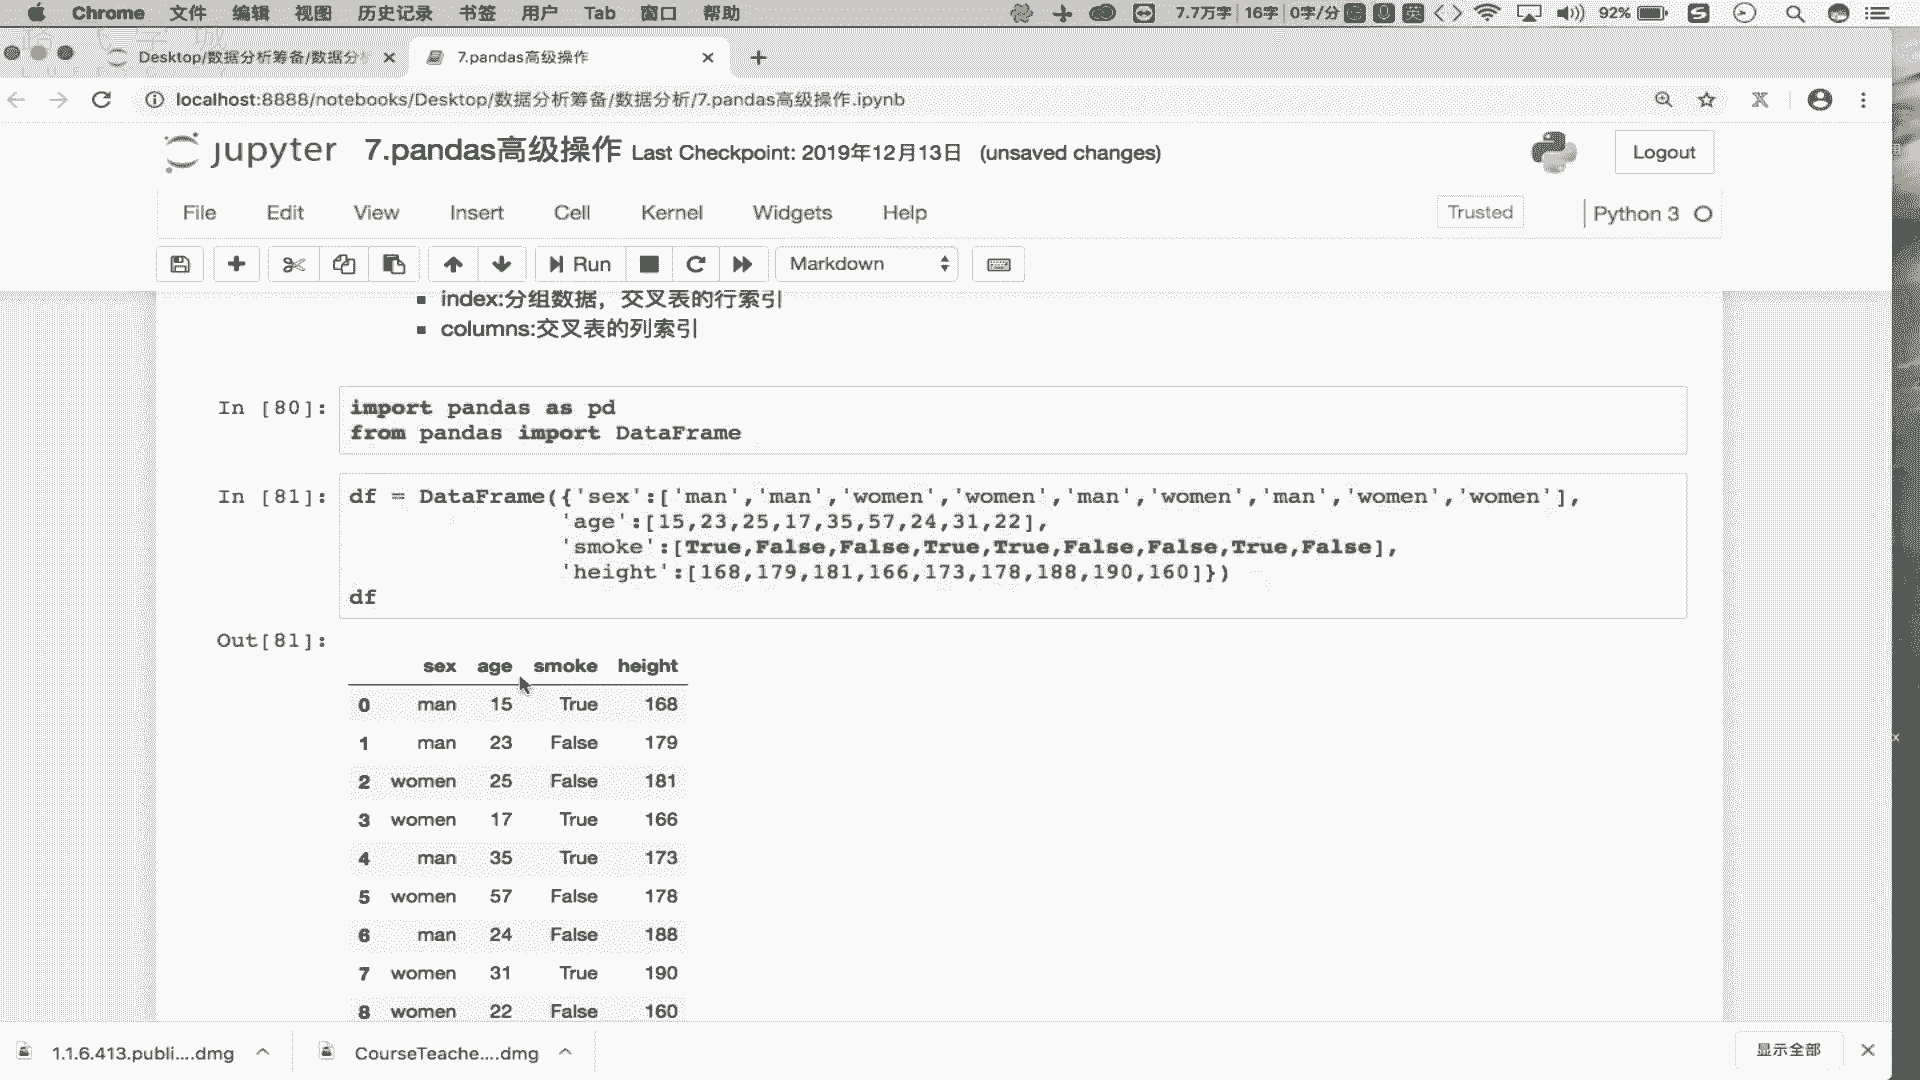 Chrome 文件 编辑 视图 历史记录 书签 用户 Tab 窗口 帮助 7.7万字 16字 0字/分 英 92%
Desktop/数据分析筹备/数据分 7.pandas高级操作
localhost:8888/notebooks/Desktop/数据分析筹备/数据分析/7.pandas高级操作.ipynb
jupyter 7.pandas高级操作 Last Checkpoint: 2019年12月13日 (unsaved changes) Logout
File Edit View Insert Cell Kernel Widgets Help Trusted Python 3
Run Markdown
index:分组数据，交叉表的行索引
columns:交叉表的列索引
In [80]: import pandas as pd
from pandas import DataFrame
In [81]: df = DataFrame({'sex':['man','man','women','women','man','women','man','women','women'],
'age':[15,23,25,17,35,57,24,31,22],
'smoke':[True,False,False,True,True,False,False,True,False],
'height':[168,179,181,166,173,178,188,190,160]})
df
Out[81]:
sex age smoke height
0 man 15 True 168
1 man 23 False 179
2 women 25 False 181
3 women 17 True 166
4 man 35 True 173
5 women 57 False 178
6 man 24 False 188
7 women 31 True 190
8 women 22 False 160
1.1.6.413.publi....dmg CourseTeache....dmg 显示全部